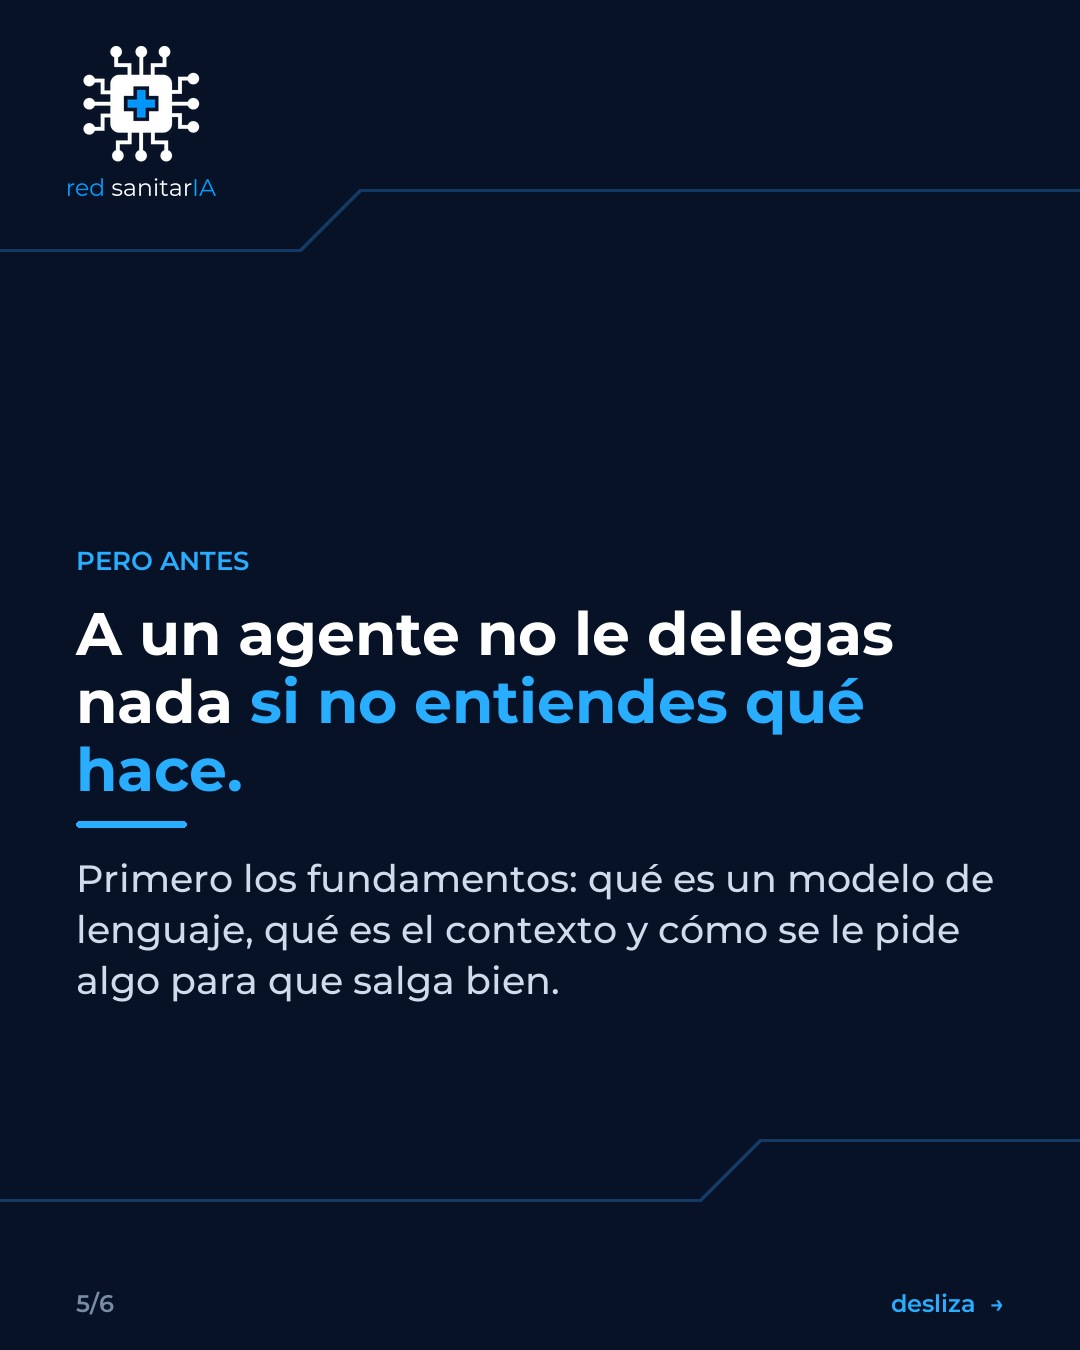 red sanitarIA
PERO ANTES
A un agente no le delegas
nada si no entiendes qué
hace.
Primero los fundamentos: qué es un modelo de
lenguaje, qué es el contexto y cómo se le pide
algo para que salga bien.
5/6
desliza →